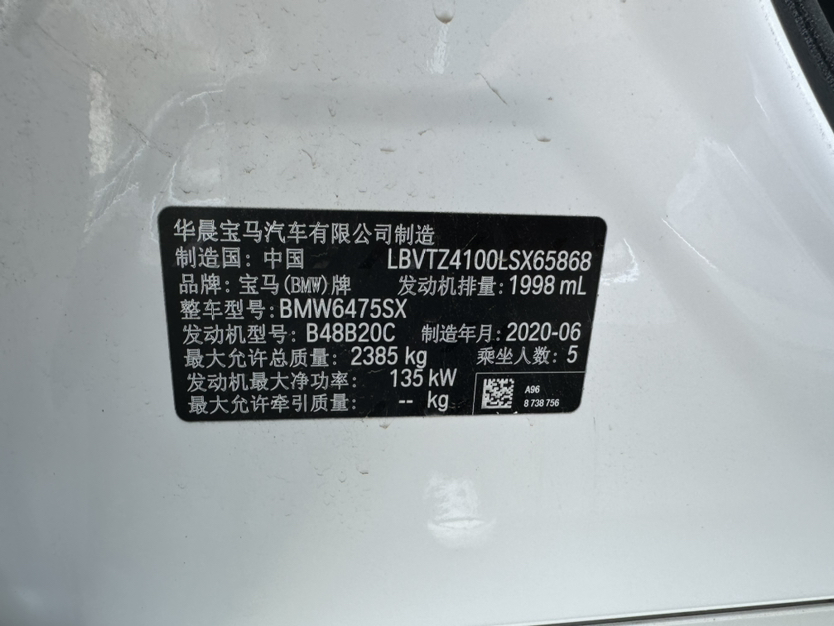 华晨宝马汽车有限公司制造
制造国: 中国 LBVTZ4100LSX65868
品牌: 宝马(BMW)牌 发动机排量: 1998 mL
整车型号: BMW6475SX
发动机型号: B48B20C 制造年月: 2020-06
最大允许总质量: 2385 kg 乘坐人数: 5
发动机最大净功率: 135 kW
最大允许牵引质量: -- kg
A96
8 738 756